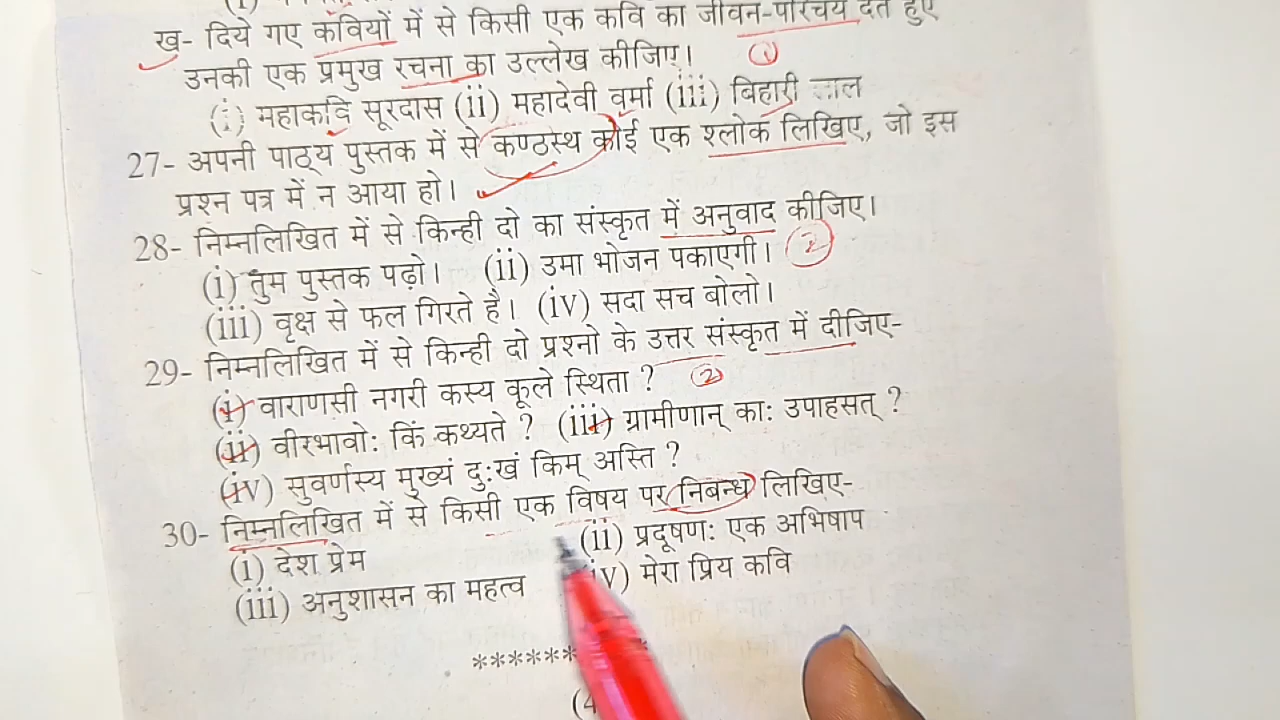 ख- दिये गए कवियों में से किसी एक कवि का जीवन-परिचय देते हुए
उनकी एक प्रमुख रचना का उल्लेख कीजिए। 1
(i) महाकवि सूरदास (ii) महादेवी वर्मा (iii) बिहारी लाल
27- अपनी पाठ्य पुस्तक में से कण्ठस्थ कोई एक श्लोक लिखिए, जो इस
प्रश्न पत्र में न आया हो।
28- निम्नलिखित में से किन्ही दो का संस्कृत में अनुवाद कीजिए।
(i) तुम पुस्तक पढ़ो। (ii) उमा भोजन पकाएगी। 2
(iii) वृक्ष से फल गिरते है। (iv) सदा सच बोलो।
29- निम्नलिखित में से किन्ही दो प्रश्नो के उत्तर संस्कृत में दीजिए-
(i) वाराणसी नगरी कस्य कूले स्थिता ? 2
(ii) वीरभावोः किं कथ्यते ? (iii) ग्रामीणान् काः उपाहसत् ?
(iv) सुवर्णस्य मुख्यं दुःखं किम् अस्ति ?
30- निम्नलिखित में से किसी एक विषय पर निबन्ध लिखिए-
(i) देश प्रेम (ii) प्रदूषणः एक अभिषाप
(iii) अनुशासन का महत्व iv) मेरा प्रिय कवि
******
(4